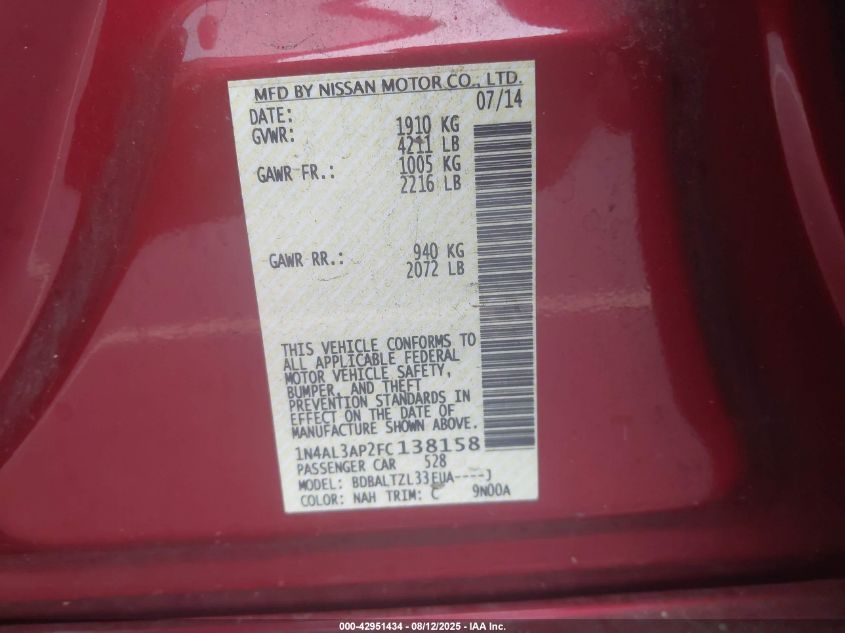 MFD BY NISSAN MOTOR CO., LTD.
DATE: 07/14
GVWR: 1910 KG
4211 LB
GAWR FR.: 1005 KG
2216 LB
GAWR RR.: 940 KG
2072 LB
THIS VEHICLE CONFORMS TO
ALL APPLICABLE FEDERAL
MOTOR VEHICLE SAFETY,
BUMPER, AND THEFT
PREVENTION STANDARDS IN
EFFECT ON THE DATE OF
MANUFACTURE SHOWN ABOVE.
1N4AL3AP2FC138158
PASSENGER CAR 528
MODEL: BDBALTZL33EUA----J
COLOR: NAH TRIM: C 9N00A
000-42951434 - 08/12/2025 - IAA Inc.